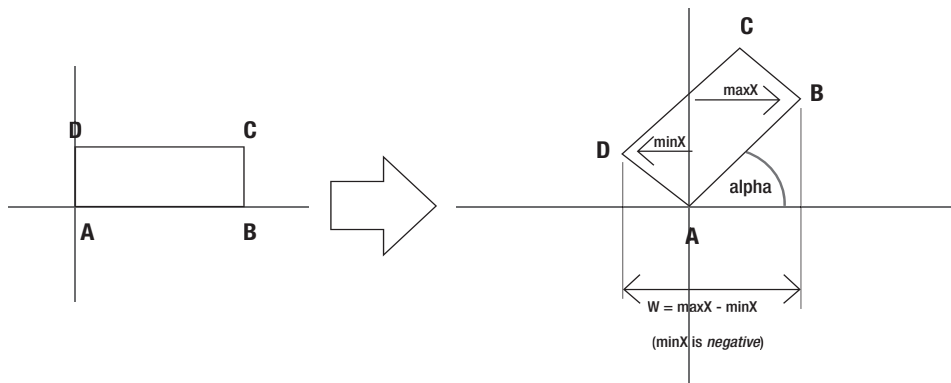 D
C
A
B
C
maxX
B
D
minX
alpha
A
W = maxX - minX
(minX is negative)